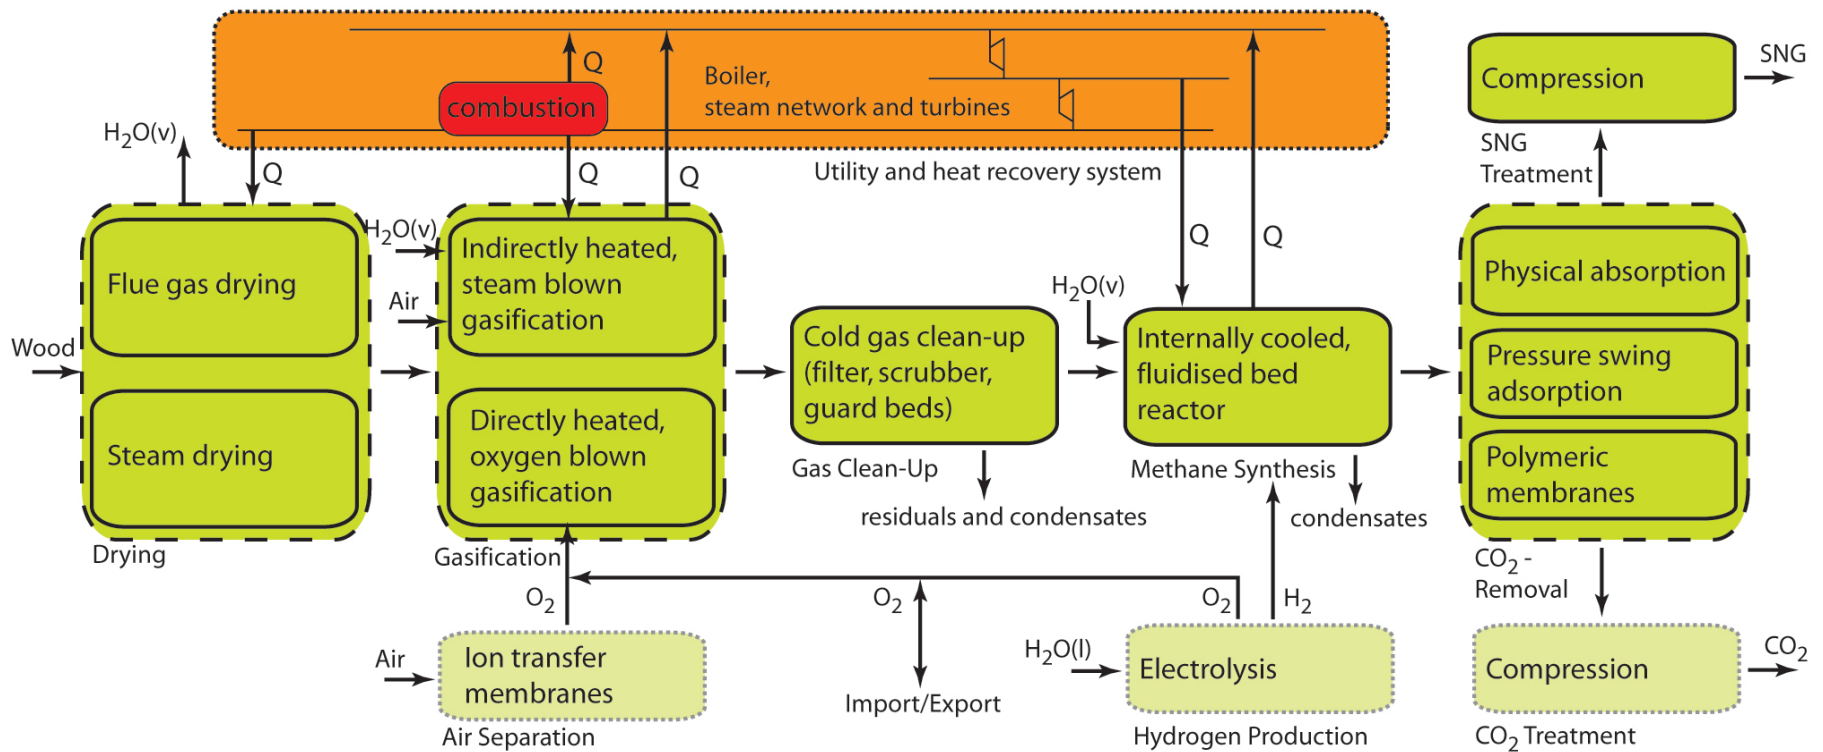 Q
combustion
Boiler,
steam network and turbines
Utility and heat recovery system
H2O(v)
Q
Q
Q
Q
Q
Wood
Flue gas drying
Steam drying
Drying
H2O(v)
Air
Indirectly heated,
steam blown
gasification
Directly heated,
oxygen blown
gasification
Gasification
O2
Air
Ion transfer
membranes
Air Separation
Cold gas clean-up
(filter, scrubber,
guard beds)
Gas Clean-Up
residuals and condensates
O2
Import/Export
H2O(v)
Internally cooled,
fluidised bed
reactor
Methane Synthesis
condensates
O2
H2
H2O(l)
Electrolysis
Hydrogen Production
Compression
SNG
SNG
Treatment
Physical absorption
Pressure swing
adsorption
Polymeric
membranes
CO2 -
Removal
Compression
CO2
CO2 Treatment